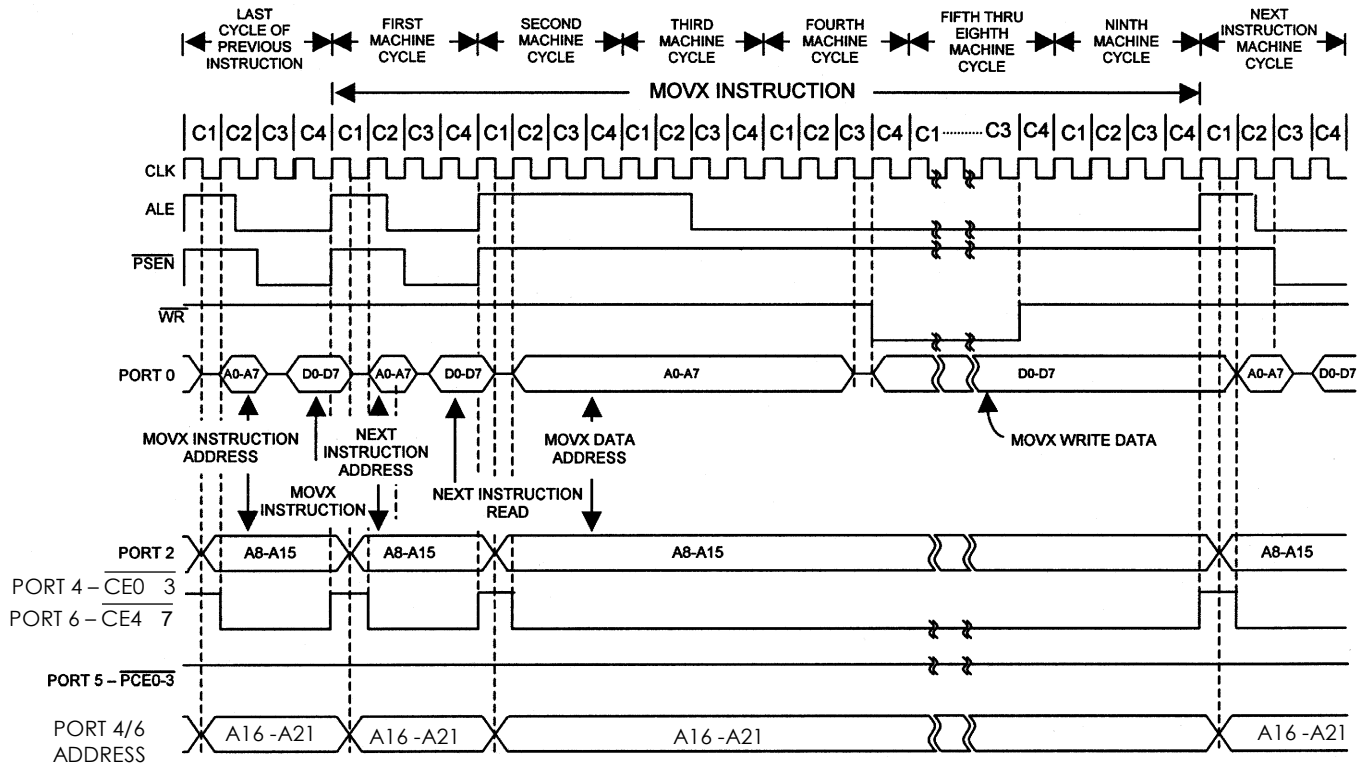 LAST CYCLE OF PREVIOUS INSTRUCTION
FIRST MACHINE CYCLE
SECOND MACHINE CYCLE
THIRD MACHINE CYCLE
FOURTH MACHINE CYCLE
FIFTH THRU EIGHTH MACHINE CYCLE
NINTH MACHINE CYCLE
NEXT INSTRUCTION MACHINE CYCLE
MOVX INSTRUCTION
C1 C2 C3 C4 C1 C2 C3 C4 C1 C2 C3 C4 C1 C2 C3 C4 C1 C2 C3 C4 C1 .......... C3 C4 C1 C2 C3 C4 C1 C2 C3 C4
CLK
ALE
PSEN
WR
PORT 0 A0-A7 D0-D7 A0-A7 D0-D7 A0-A7 D0-D7 A0-A7 D0-D7
MOVX INSTRUCTION ADDRESS
NEXT INSTRUCTION ADDRESS
MOVX DATA ADDRESS
MOVX WRITE DATA
MOVX INSTRUCTION
NEXT INSTRUCTION READ
PORT 2 A8-A15 A8-A15 A8-A15 A8-A15
PORT 4 – CE0 3
PORT 6 – CE4 7
PORT 5 – PCE0-3
PORT 4/6 ADDRESS A16 -A21 A16 -A21 A16 -A21 A16 -A21